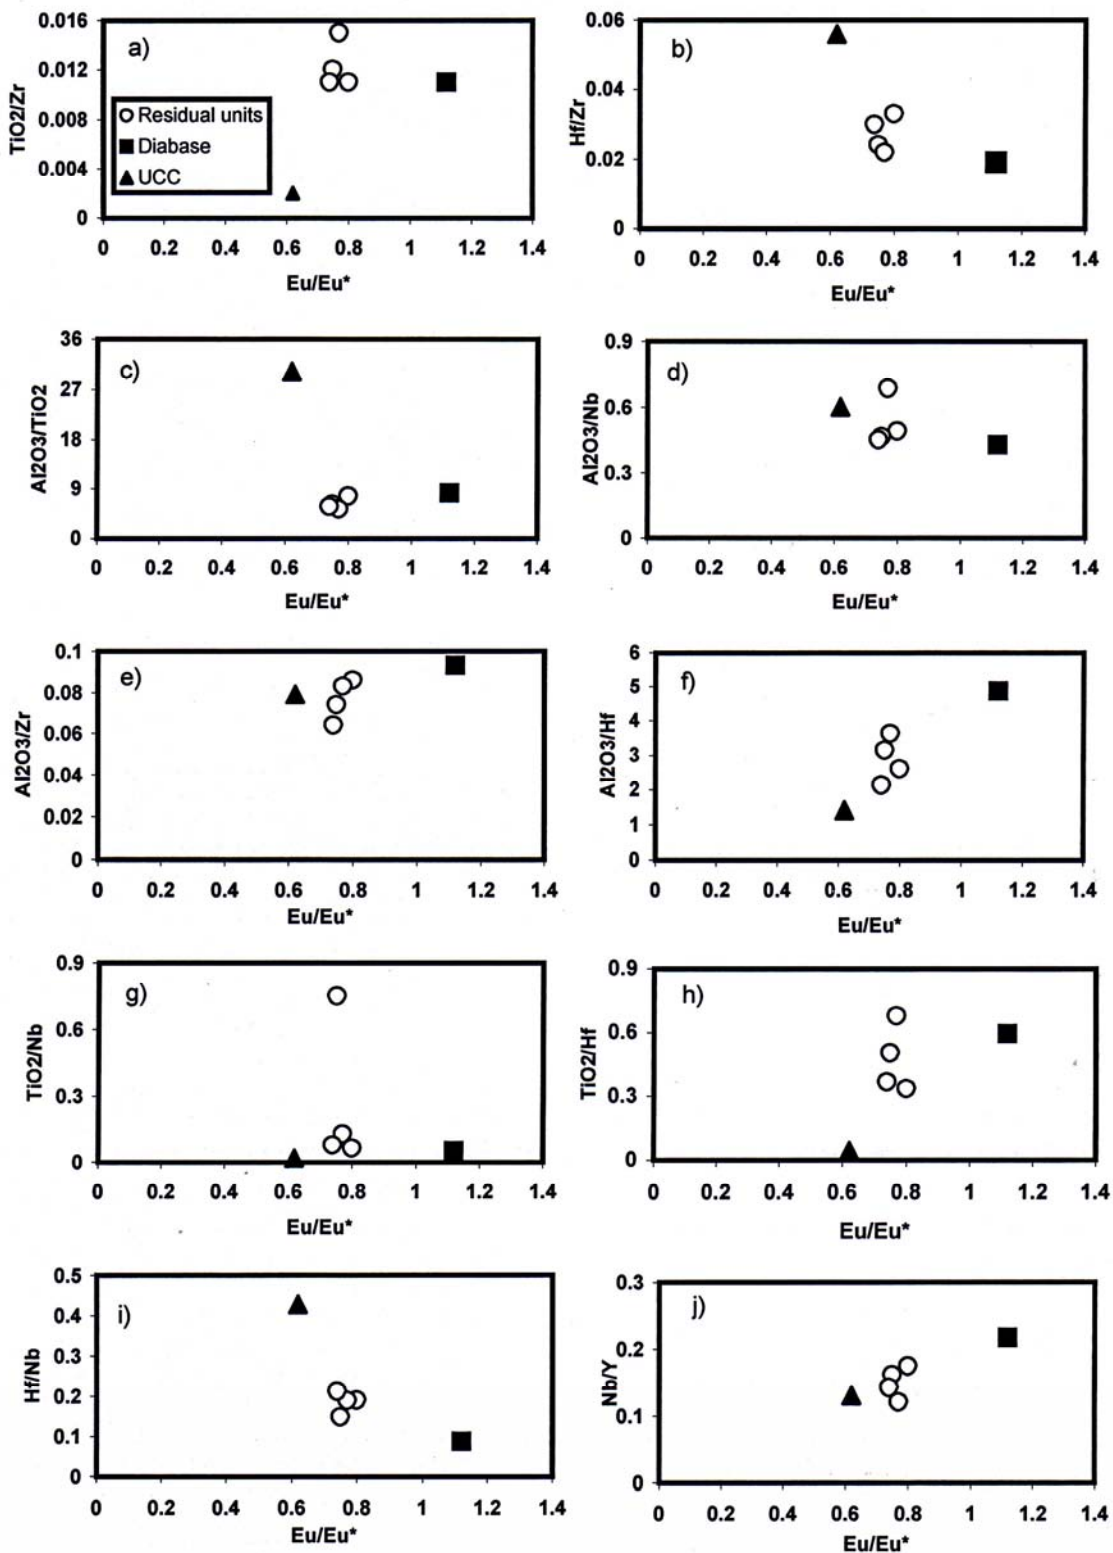 a)
TiO2/Zr
0.016
0.012
0.008
0.004
0
Residual units
Diabase
UCC
0 0.2 0.4 0.6 0.8 1 1.2 1.4
Eu/Eu*
b)
Hf/Zr
0.06
0.04
0.02
0
0 0.2 0.4 0.6 0.8 1 1.2 1.4
Eu/Eu*
c)
Al2O3/TiO2
36
27
18
9
0
0 0.2 0.4 0.6 0.8 1 1.2 1.4
Eu/Eu*
d)
Al2O3/Nb
0.9
0.6
0.3
0
0 0.2 0.4 0.6 0.8 1 1.2 1.4
Eu/Eu*
e)
Al2O3/Zr
0.1
0.08
0.06
0.04
0.02
0
0 0.2 0.4 0.6 0.8 1 1.2 1.4
Eu/Eu*
f)
Al2O3/Hf
6
5
4
3
2
1
0
0 0.2 0.4 0.6 0.8 1 1.2 1.4
Eu/Eu*
g)
TiO2/Nb
0.9
0.6
0.3
0
0 0.2 0.4 0.6 0.8 1 1.2 1.4
Eu/Eu*
h)
TiO2/Hf
0.9
0.6
0.3
0
0 0.2 0.4 0.6 0.8 1 1.2 1.4
Eu/Eu*
i)
Hf/Nb
0.5
0.4
0.3
0.2
0.1
0
0 0.2 0.4 0.6 0.8 1 1.2 1.4
Eu/Eu*
j)
Nb/Y
0.3
0.2
0.1
0
0 0.2 0.4 0.6 0.8 1 1.2 1.4
Eu/Eu*